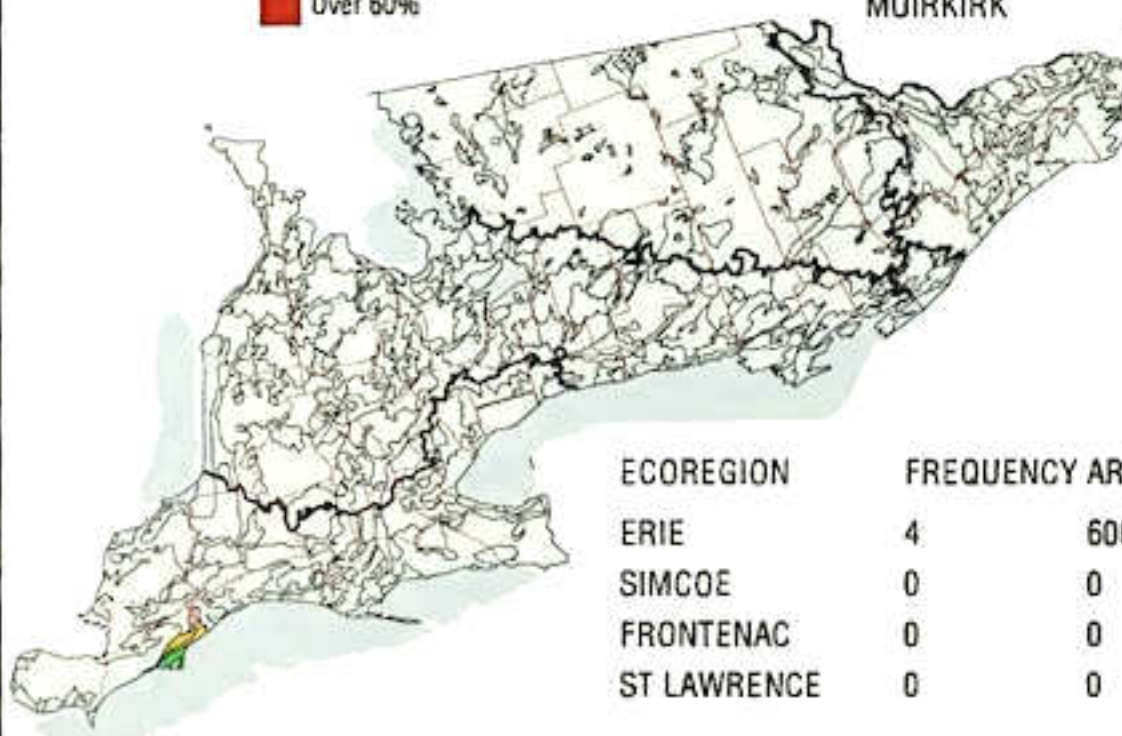 Over 60%
MUIRKIRK
ECOREGION FREQUENCY
ERIE 4
SIMCOE 0 0
FRONTENAC 0 0
ST LAWRENCE 0 0